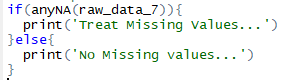 if(anyNA(raw_data_7)){
  print('Treat Missing Values...')
}else{
  print('No Missing values...')
}